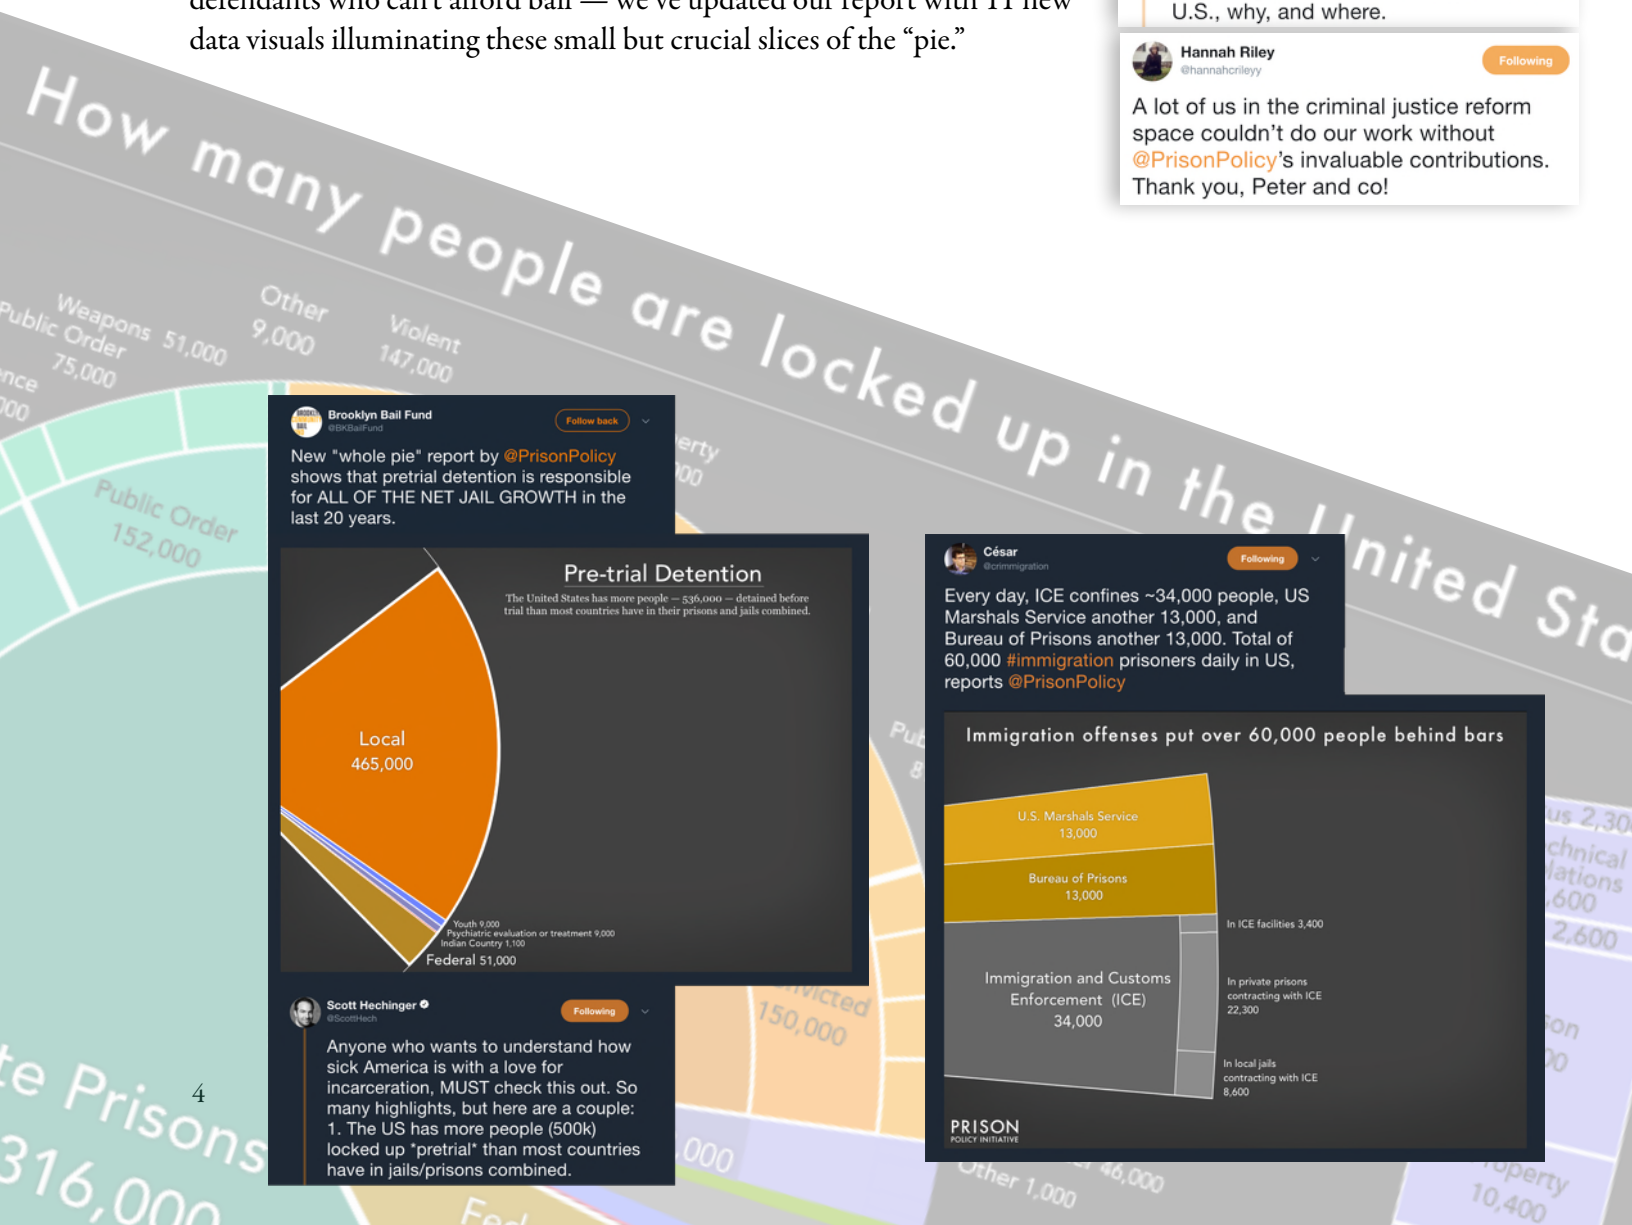 data visuals illuminating these small but crucial slices of the “pie.”
U.S., why, and where.
Hannah Riley
@hannahcrileyy
Following
A lot of us in the criminal justice reform
space couldn’t do our work without
@PrisonPolicy’s invaluable contributions.
Thank you, Peter and co!
How many people are locked up in the United Sta
Weapons 51,000
Public Order
75,000
Other
9,000
Violent
147,000
Public Order
152,000
Brooklyn Bail Fund
@BKBailFund
Follow back
New "whole pie" report by @PrisonPolicy
shows that pretrial detention is responsible
for ALL OF THE NET JAIL GROWTH in the
last 20 years.
Pre-trial Detention
The United States has more people — 536,000 — detained before
trial than most countries have in their prisons and jails combined.
Local
465,000
Youth 9,000
Psychiatric evaluation or treatment 9,000
Indian Country 1,100
Federal 51,000
Scott Hechinger
@ScottHech
Following
Anyone who wants to understand how
sick America is with a love for
incarceration, MUST check this out. So
many highlights, but here are a couple:
1. The US has more people (500k)
locked up *pretrial* than most countries
have in jails/prisons combined.
César
@crimmigration
Following
Every day, ICE confines ~34,000 people, US
Marshals Service another 13,000, and
Bureau of Prisons another 13,000. Total of
60,000 #immigration prisoners daily in US,
reports @PrisonPolicy
Immigration offenses put over 60,000 people behind bars
U.S. Marshals Service
13,000
Bureau of Prisons
13,000
Immigration and Customs
Enforcement (ICE)
34,000
In ICE facilities 3,400
In private prisons
contracting with ICE
22,300
In local jails
contracting with ICE
8,600
PRISON
POLICY INITIATIVE
150,000
te Prisons
316,000
Other 1,000
46,000
2,600
10,400
4